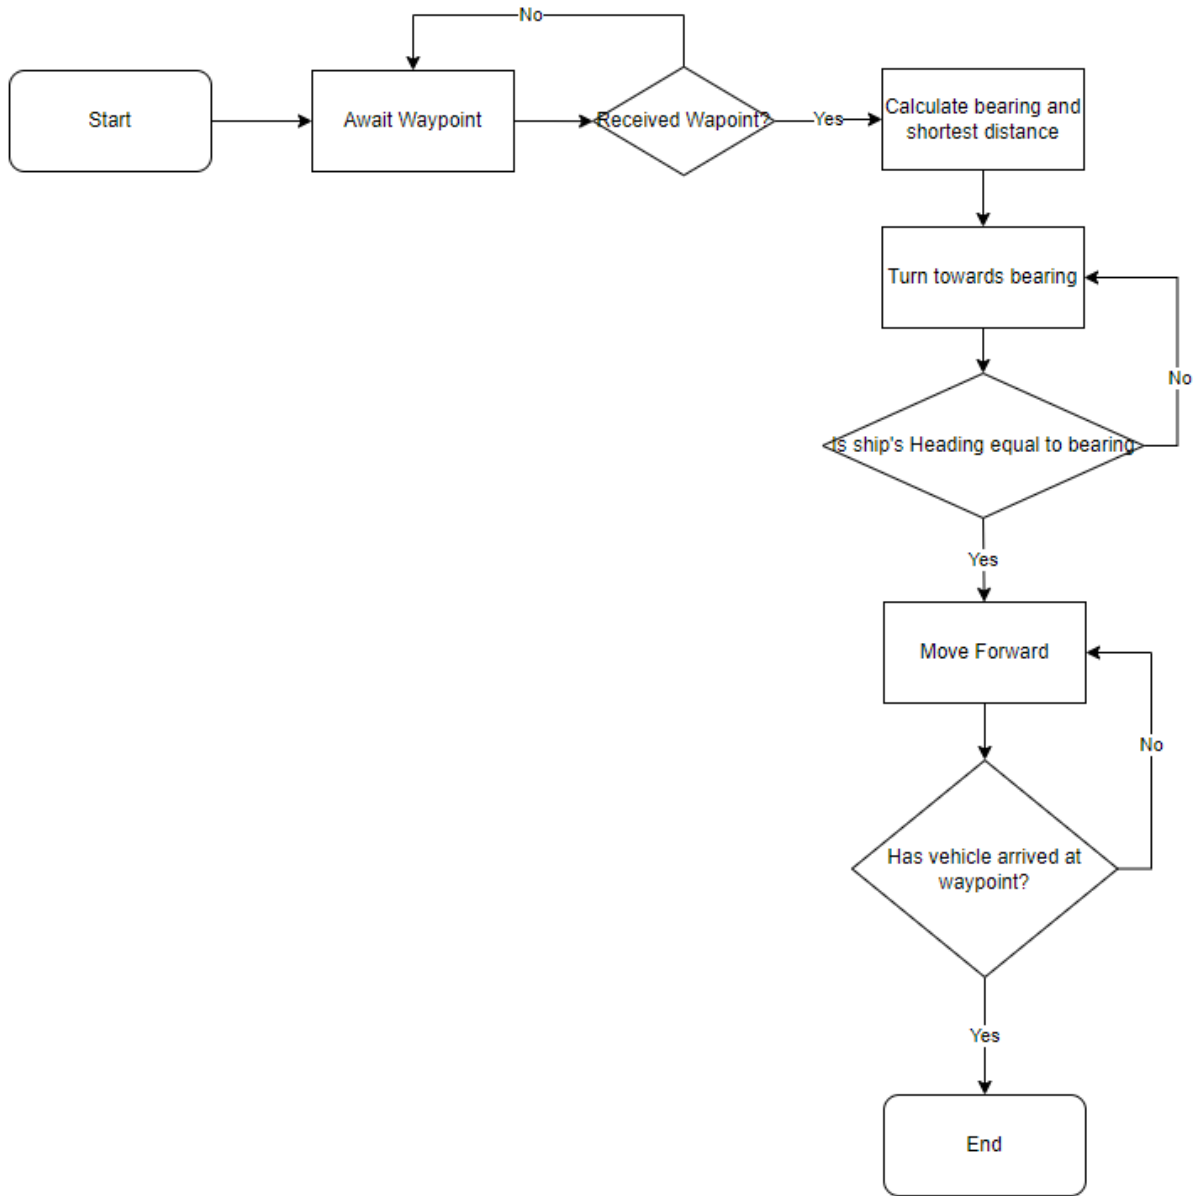 No
Start
Await Waypoint
Received Wapoint?
Yes
Calculate bearing and
shortest distance
Turn towards bearing
No
Is ship's Heading equal to bearing
Yes
Move Forward
No
Has vehicle arrived at
waypoint?
Yes
End